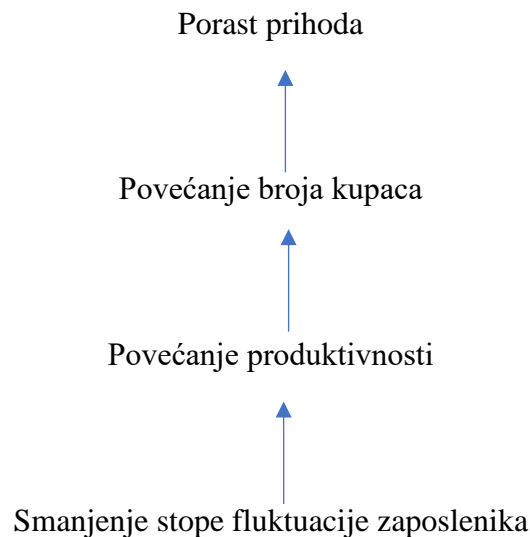 Porast prihoda
Povećanje broja kupaca
Povećanje produktivnosti
Smanjenje stope fluktuacije zaposlenika